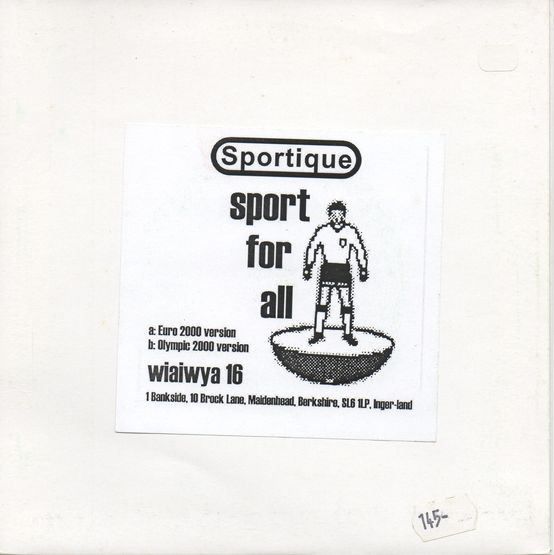 Sportique
sport
for
all
a: Euro 2000 version
b: Olympic 2000 version
wiaiwya 16
1 Bankside, 10 Brock Lane, Maidenhead, Berkshire, SL6 1LP, Inger-land
145-